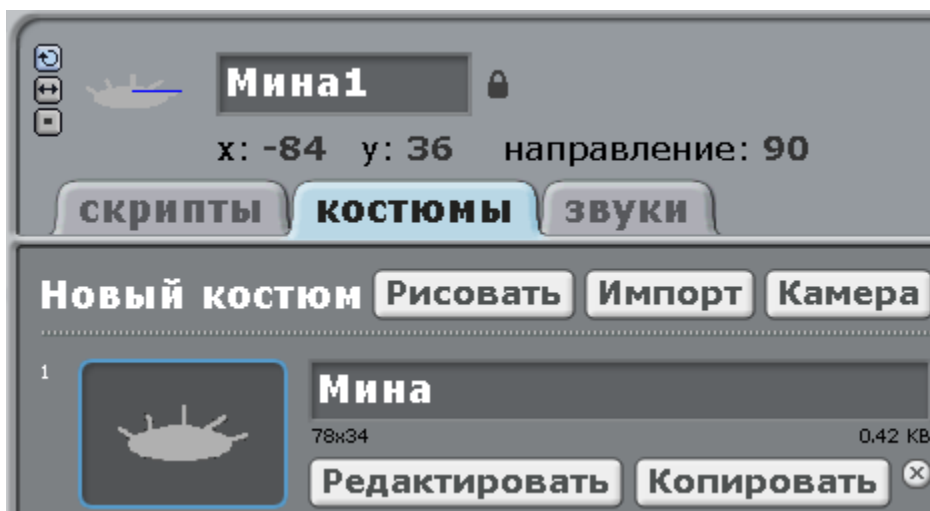 Мина1
x: -84 y: 36 направление: 90
скрипты костюмы звуки
Новый костюм Рисовать Импорт Камера
1
Мина
78x34 0.42 KB
Редактировать Копировать